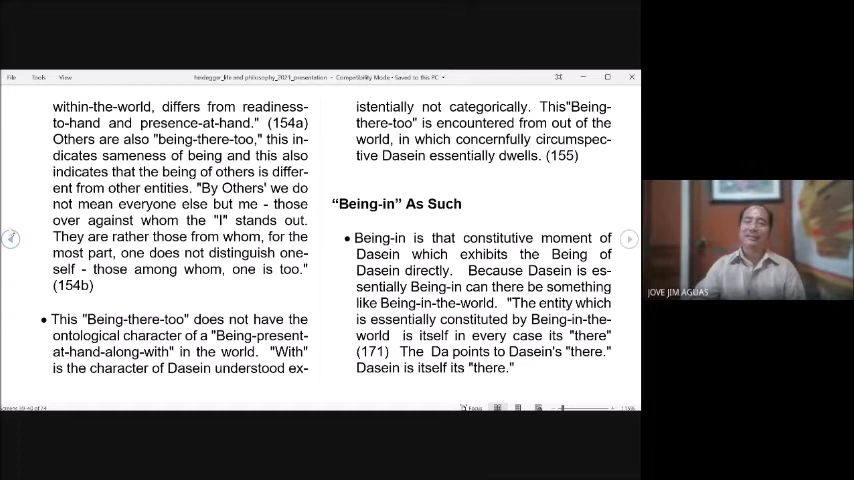 File Tools View heidegger_life and philosophy_2021_presentation - Compatibility Mode • Saved to this PC
within-the-world, differs from readiness-
to-hand and presence-at-hand." (154a)
Others are also "being-there-too," this in-
dicates sameness of being and this also
indicates that the being of others is differ-
ent from other entities. "By Others' we do
not mean everyone else but me - those
over against whom the "I" stands out.
They are rather those from whom, for the
most part, one does not distinguish one-
self - those among whom, one is too."
(154b)
• This "Being-there-too" does not have the
ontological character of a "Being-present-
at-hand-along-with" in the world. "With"
is the character of Dasein understood ex-
istentially not categorically. This"Being-
there-too" is encountered from out of the
world, in which concernfully circumspec-
tive Dasein essentially dwells. (155)
“Being-in” As Such
• Being-in is that constitutive moment of
Dasein which exhibits the Being of
Dasein directly. Because Dasein is es-
sentially Being-in can there be something
like Being-in-the-world. "The entity which
is essentially constituted by Being-in-the-
world is itself in every case its "there"
(171) The Da points to Dasein's "there."
Dasein is itself its "there."
Focus
JOVE JIM AGUAS